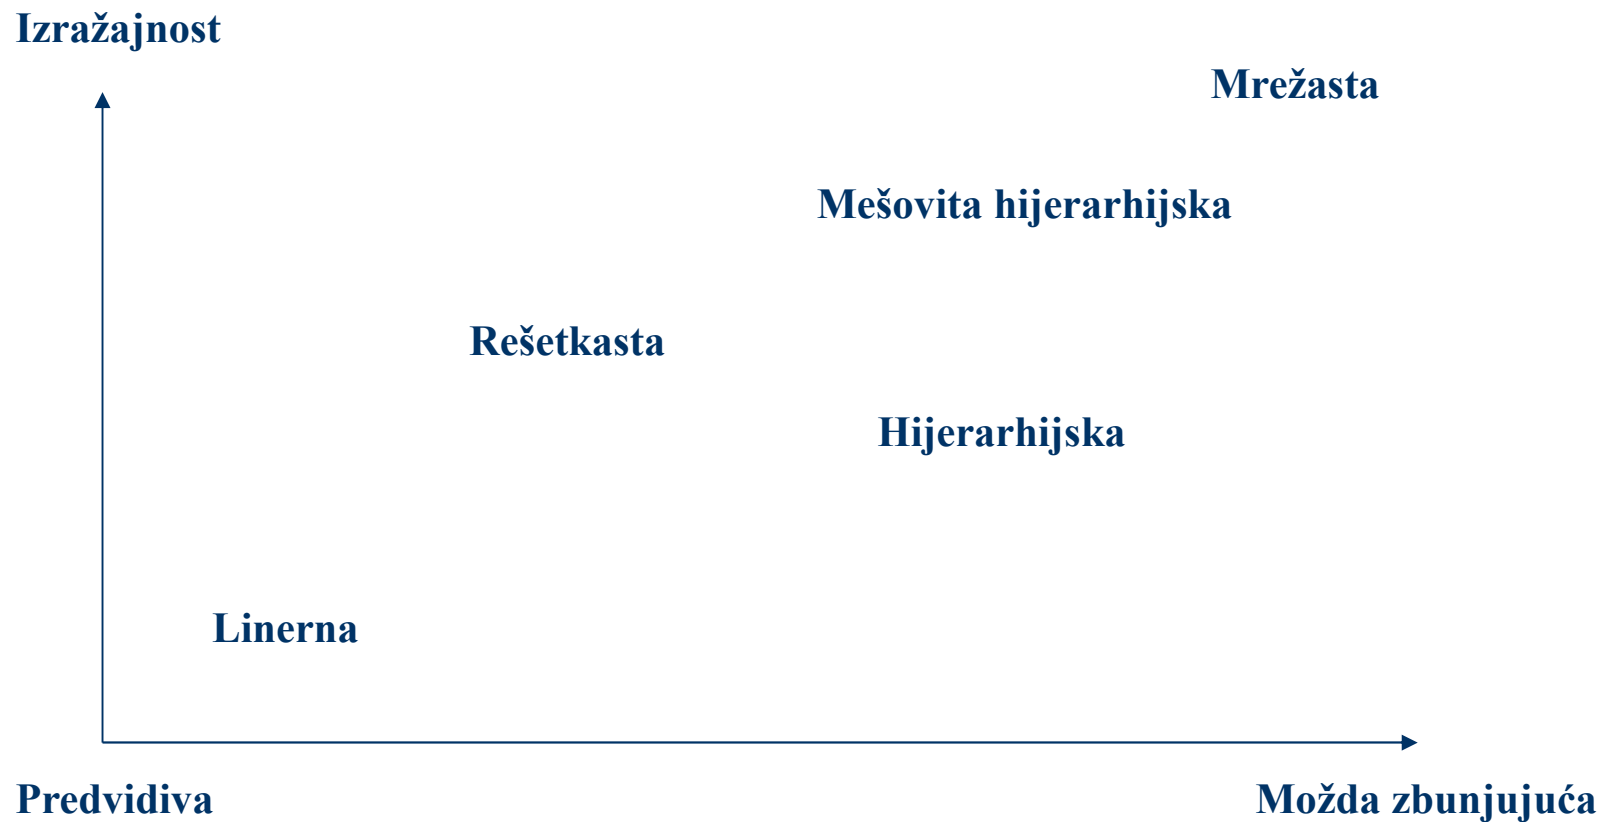 Izražajnost
Mrežasta
Mešovita hijerarhijska
Rešetkasta
Hijerarhijska
Linerna
Predvidiva
Možda zbunjujuća